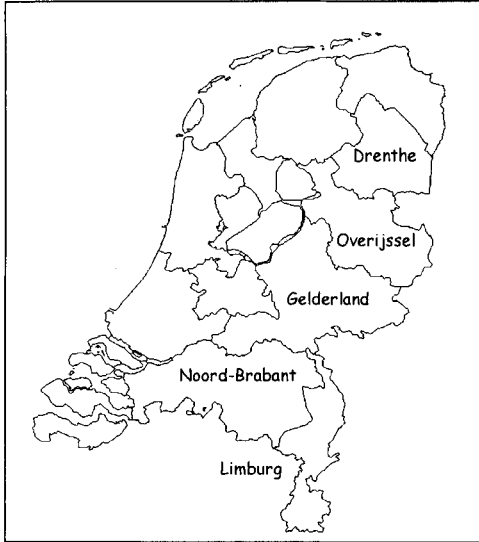 Drenthe
Overijssel
Gelderland
Noord-Brabant
Limburg